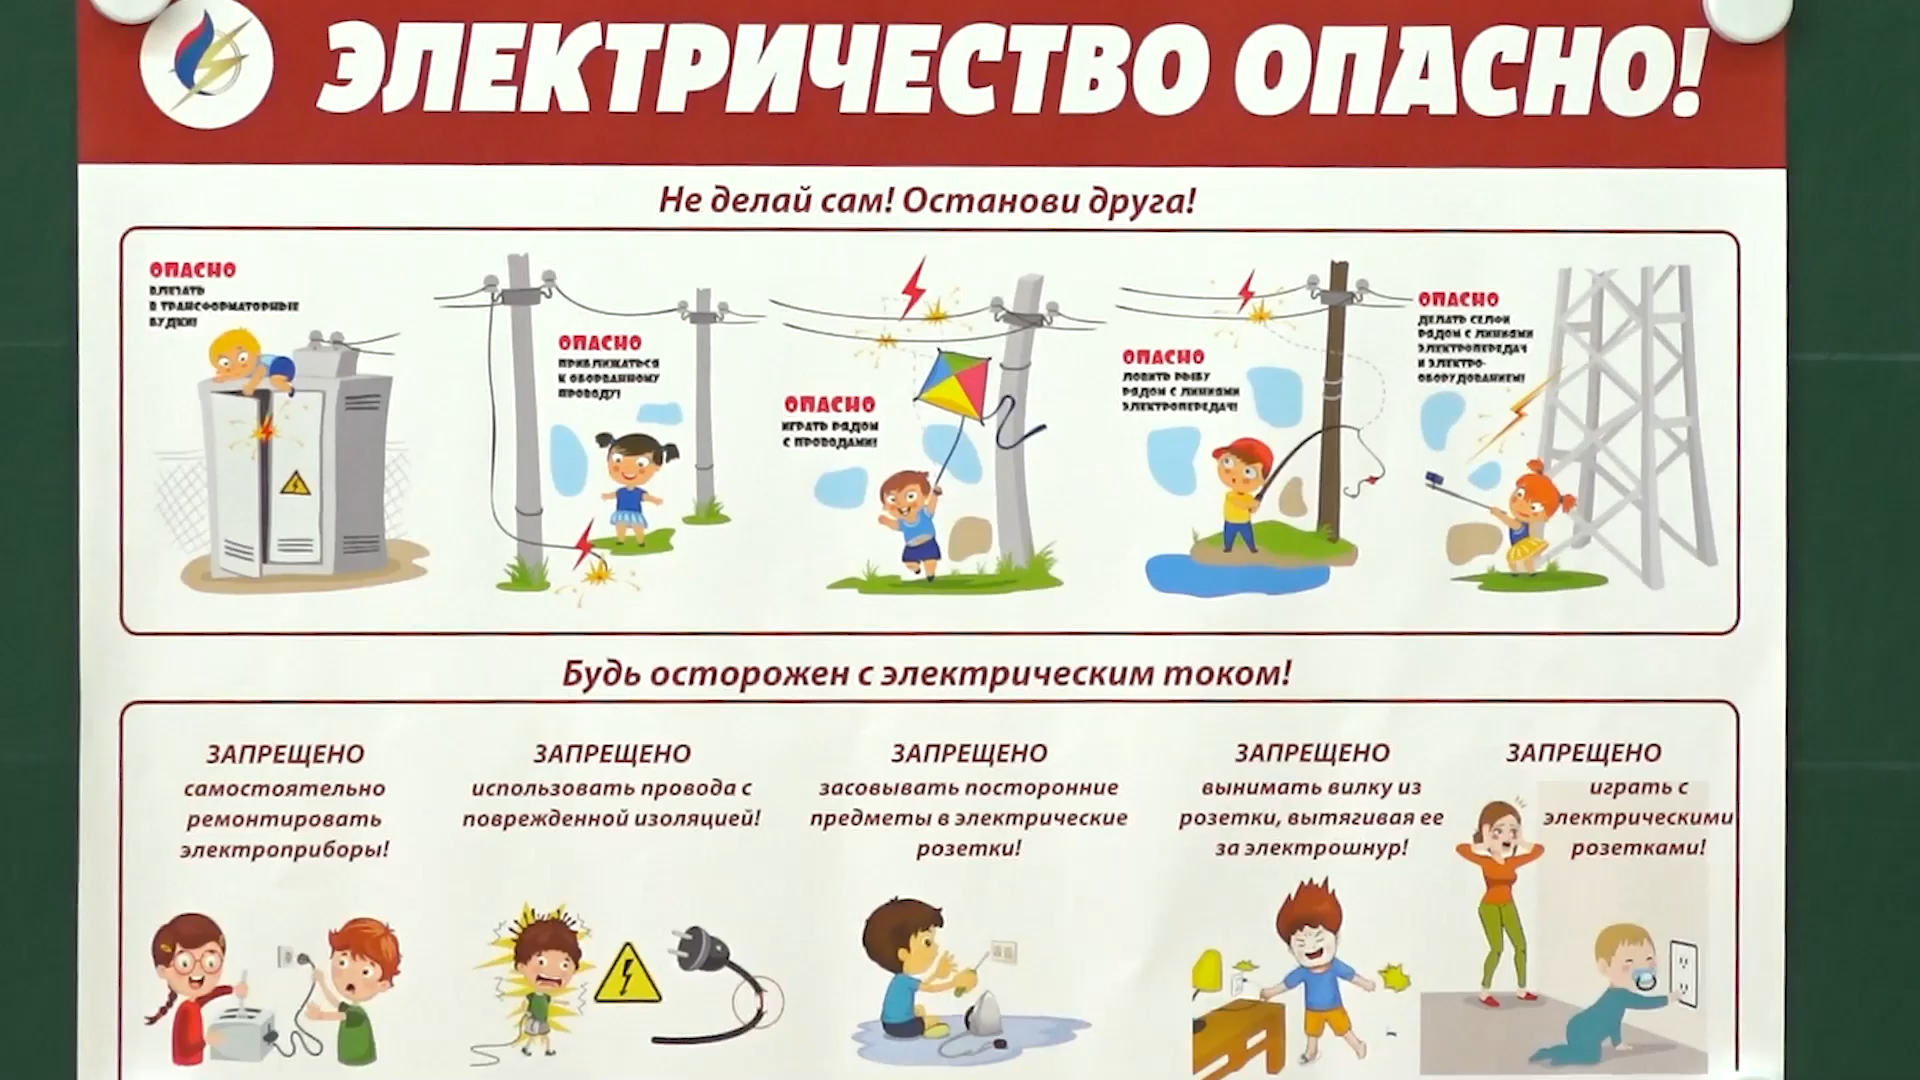 ЭЛЕКТРИЧЕСТВО ОПАСНО!
Не делай сам! Останови друга!
ОПАСНО
ВЛЕЗАТЬ
В ТРАНСФОРМАТОРНЫЕ
БУДКИ!
ОПАСНО
ПРИБЛИЖАТЬСЯ
К ОБОРВАННОМУ
ПРОВОДУ!
ОПАСНО
ИГРАТЬ РЯДОМ
С ПРОВОДАМИ!
ОПАСНО
ЛОВИТЬ РЫБУ
РЯДОМ С ЛИНИЯМИ
ЭЛЕКТРОПЕРЕДАЧ!
ОПАСНО
ДЕЛАТЬ СЕЛФИ
РЯДОМ С ЛИНИЯМИ
ЭЛЕКТРОПЕРЕДАЧ
И ЭЛЕКТРО-
ОБОРУДОВАНИЕМ!
Будь осторожен с электрическим током!
ЗАПРЕЩЕНО
самостоятельно
ремонтировать
электроприборы!
ЗАПРЕЩЕНО
использовать провода с
поврежденной изоляцией!
ЗАПРЕЩЕНО
засовывать посторонние
предметы в электрические
розетки!
ЗАПРЕЩЕНО
вынимать вилку из
розетки, вытягивая ее
за электрошнур!
ЗАПРЕЩЕНО
играть с
электрическими
розетками!